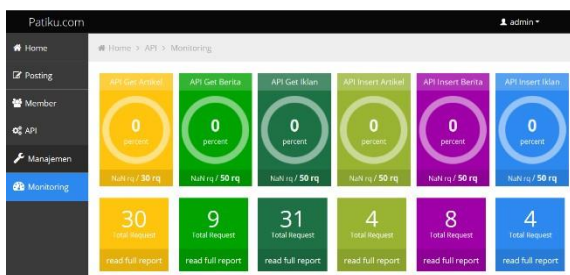 Patiku.com
admin
Home
Home > API > Monitoring
Posting
Member
API
Manajemen
Monitoring
API Get Artikel
API Get Berita
API Get Iklan
API Insert Artikel
API Insert Berita
API Insert Iklan
0 0 0 0 0 0
percent percent percent percent percent percent
NaN rq / 30 rq
NaN rq / 50 rq
NaN rq / 50 rq
NaN rq / 50 rq
NaN rq / 50 rq
NaN rq / 50 rq
30 9 31 4 8 4
Total Request Total Request Total Request Total Request Total Request Total Request
read full report read full report read full report read full report read full report read full report